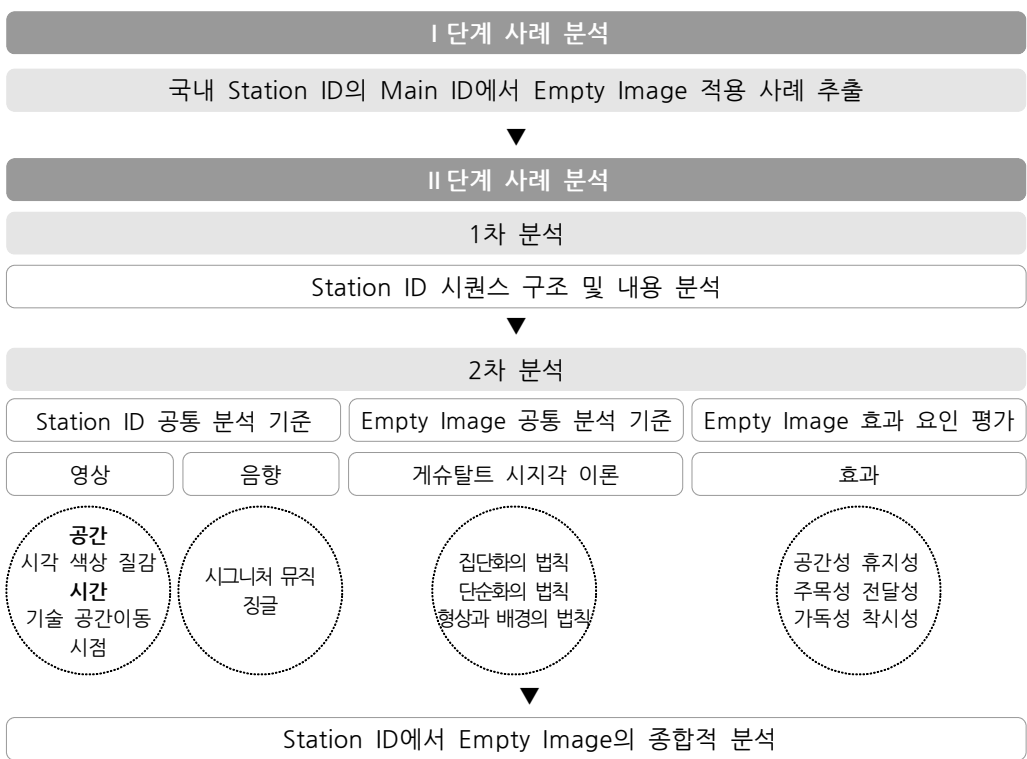 I 단계 사례 분석
국내 Station ID의 Main ID에서 Empty Image 적용 사례 추출
▼
II 단계 사례 분석
1차 분석
Station ID 시퀀스 구조 및 내용 분석
▼
2차 분석
Station ID 공통 분석 기준
Empty Image 공통 분석 기준
Empty Image 효과 요인 평가
영상
음향
게슈탈트 시지각 이론
효과
공간
시각 색상 질감
시간
기술 공간이동
시점
시그니처 뮤직
징글
집단화의 법칙
단순화의 법칙
형상과 배경의 법칙
공간성 휴지성
주목성 전달성
가독성 착시성
▼
Station ID에서 Empty Image의 종합적 분석